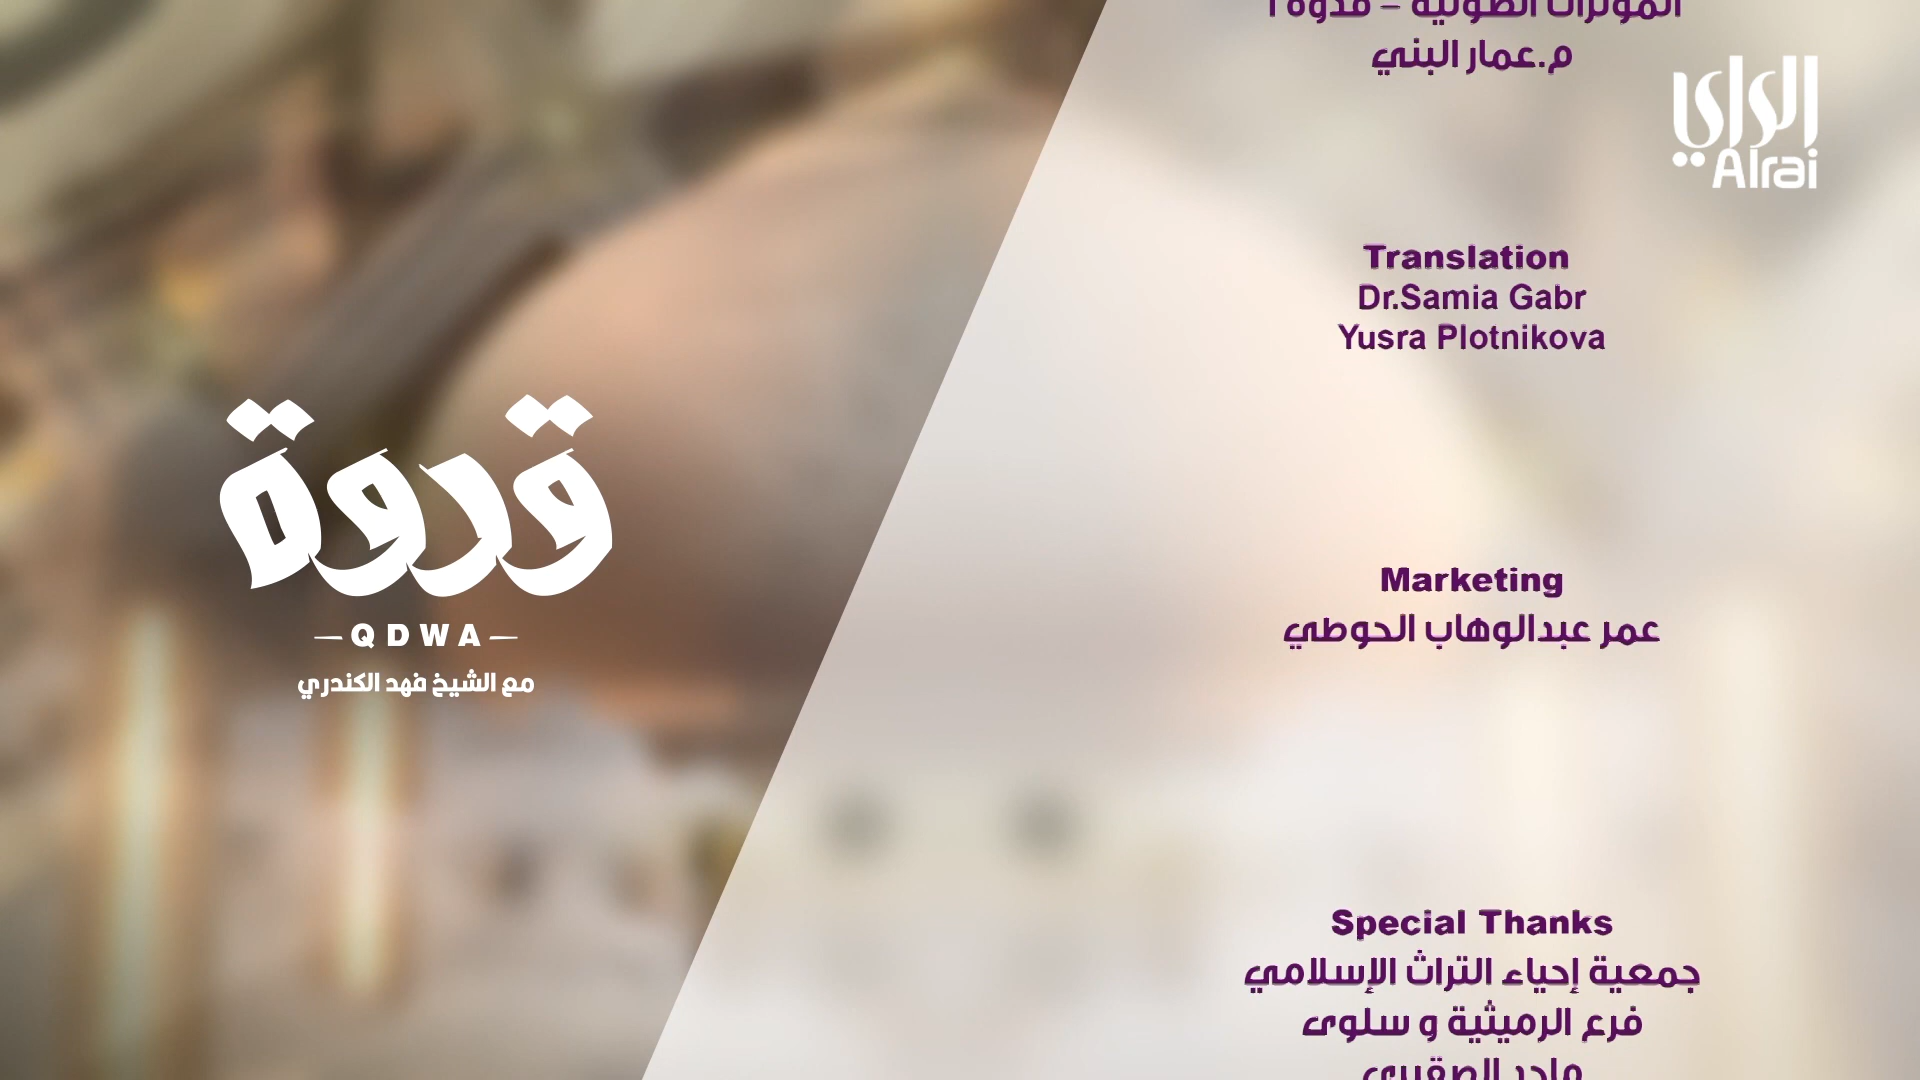 قدوة
QDWA
مع الشيخ فهد الكندري
م.عمار البني
الراي
Alrai
Translation
Dr.Samia Gabr
Yusra Plotnikova
Marketing
عمر عبدالوهاب الحوطي
Special Thanks
جمعية إحياء التراث الإسلامي
فرع الرميثية و سلوى